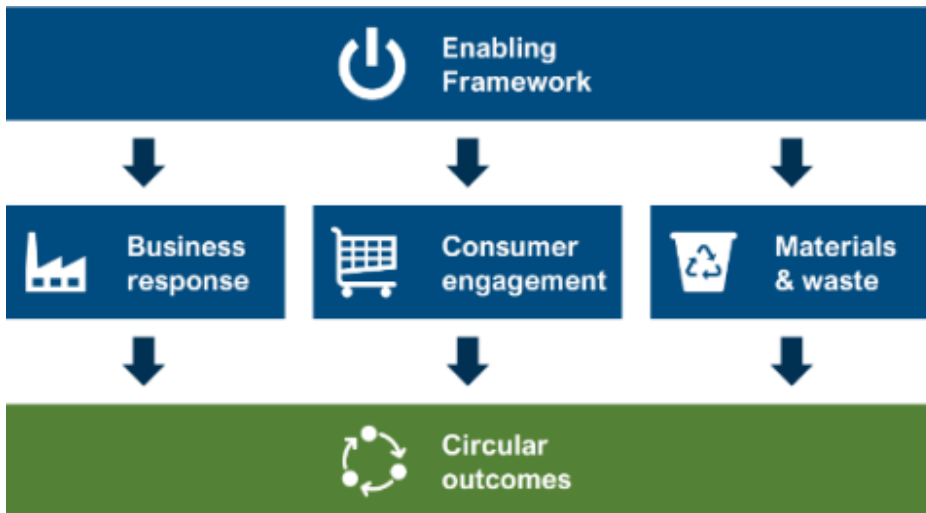 Enabling
Framework
Business
response
Consumer
engagement
Materials
& waste
Circular
outcomes